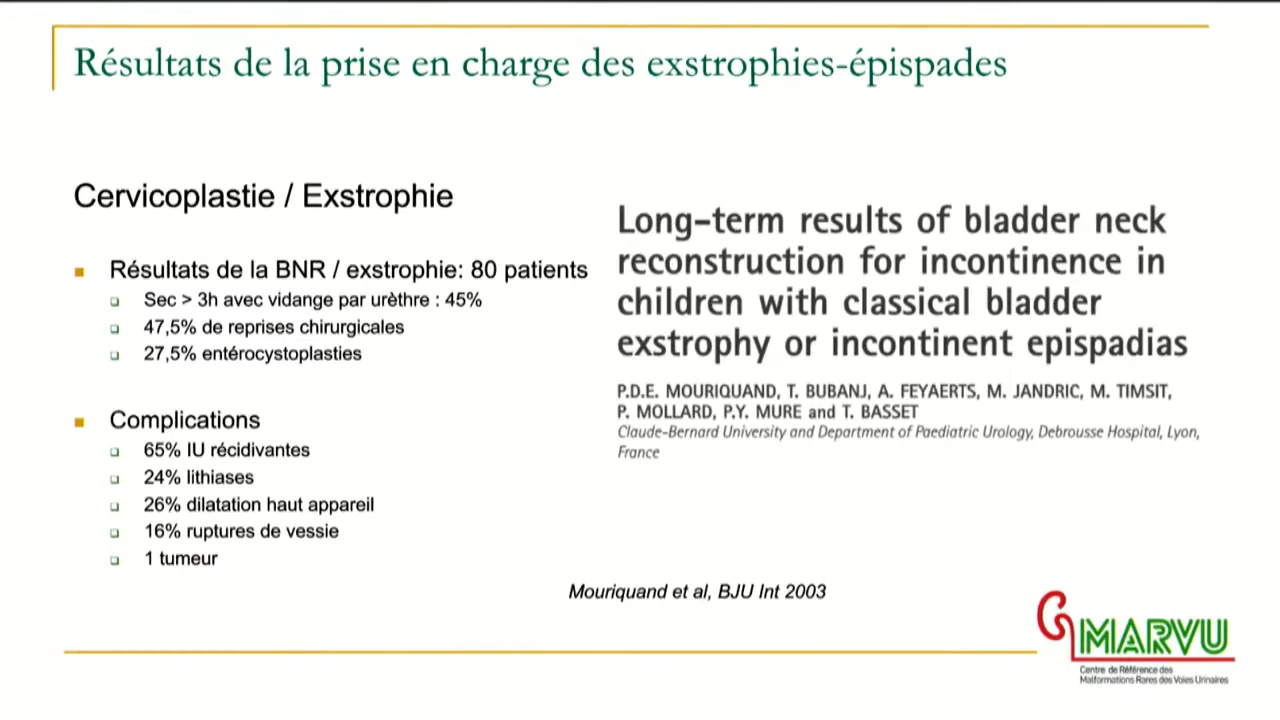 Résultats de la prise en charge des exstrophies-épispades
Cervicoplastie / Exstrophie
Résultats de la BNR / exstrophie: 80 patients
Sec > 3h avec vidange par urèthre : 45%
47,5% de reprises chirurgicales
27,5% entérocystoplasties
Complications
65% IU récidivantes
24% lithiases
26% dilatation haut appareil
16% ruptures de vessie
1 tumeur
Long-term results of bladder neck
reconstruction for incontinence in
children with classical bladder
exstrophy or incontinent epispadias
P.D.E. MOURIQUAND, T. BUBANJ, A. FEYAERTS, M. JANDRIC, M. TIMSIT,
P. MOLLARD, P.Y. MURE and T. BASSET
Claude-Bernard University and Department of Paediatric Urology, Debrousse Hospital, Lyon,
France
Mouriquand et al, BJU Int 2003
MARVU
Centre de Référence des
Malformations Rares des Voies Urinaires